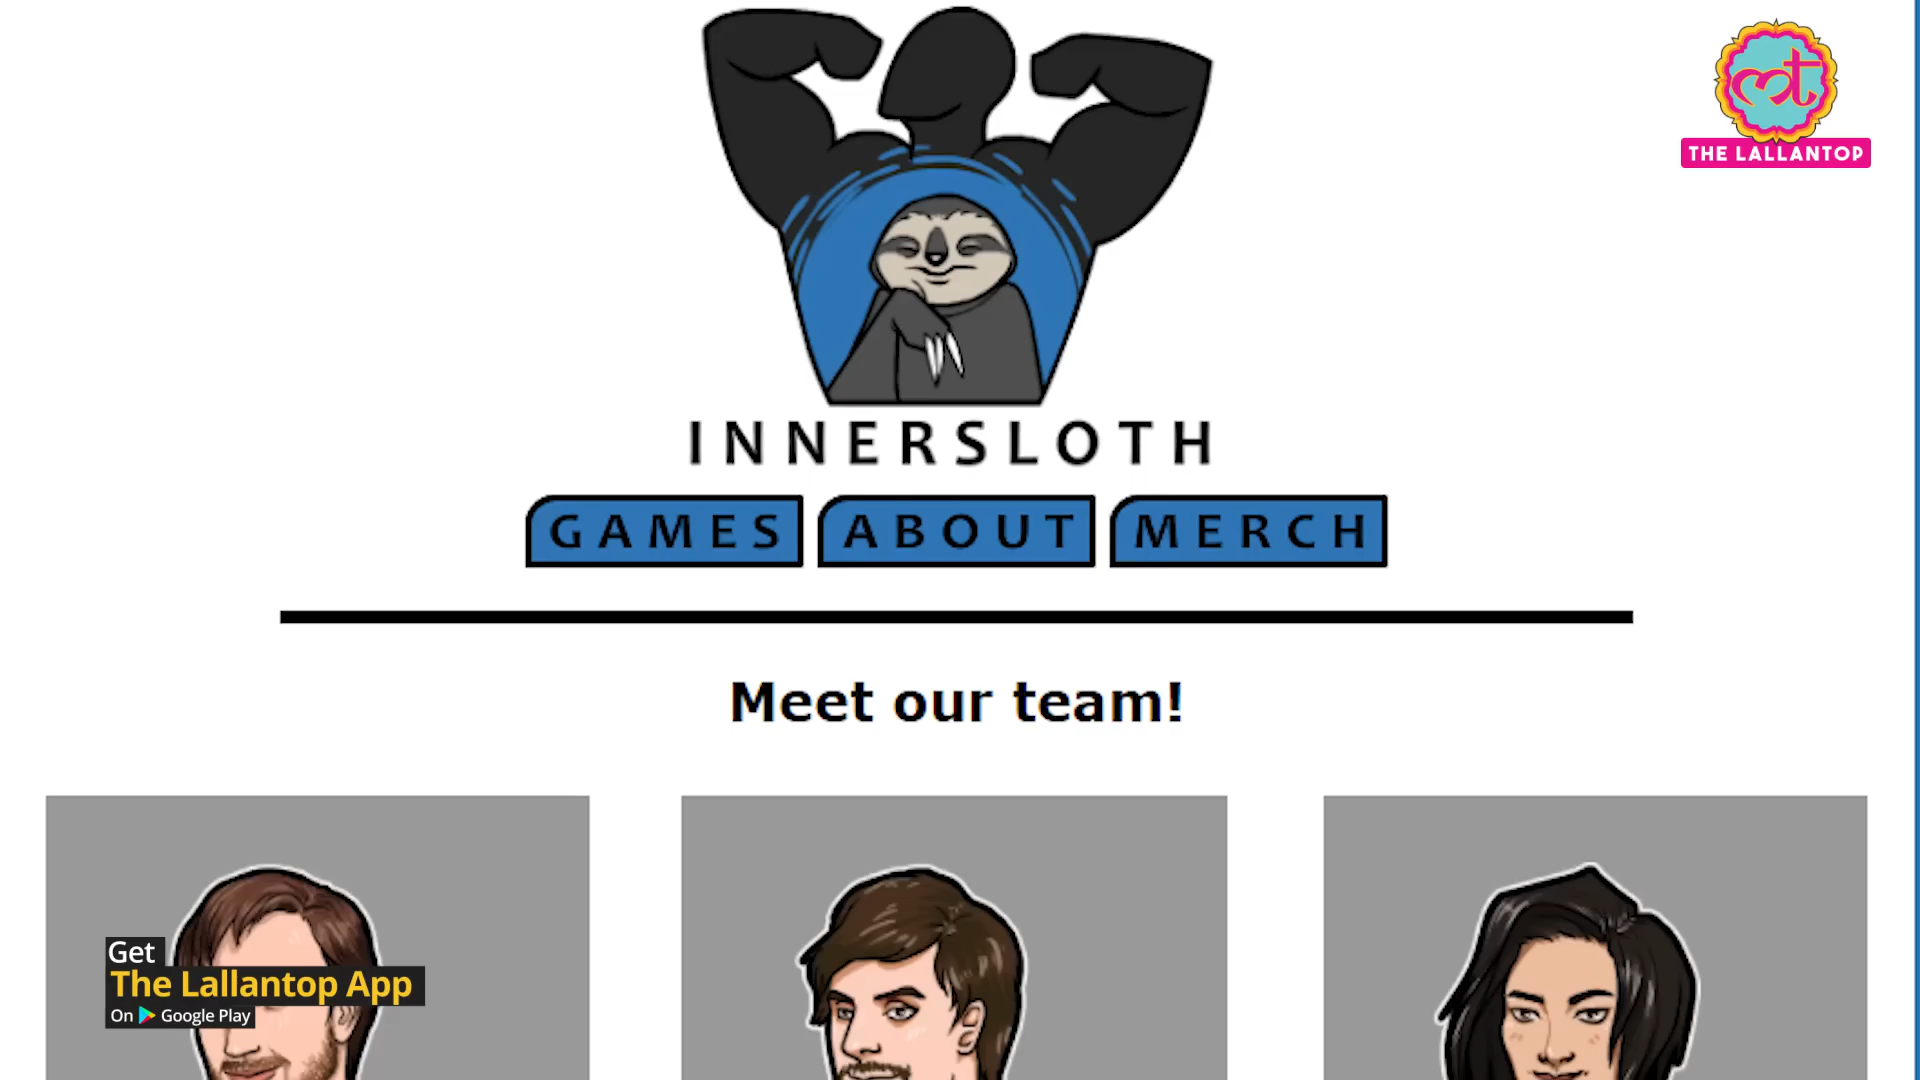 THE LALLANTOP
INNERSLOTH
GAMES ABOUT MERCH
Meet our team!
Get
The Lallantop App
On Google Play